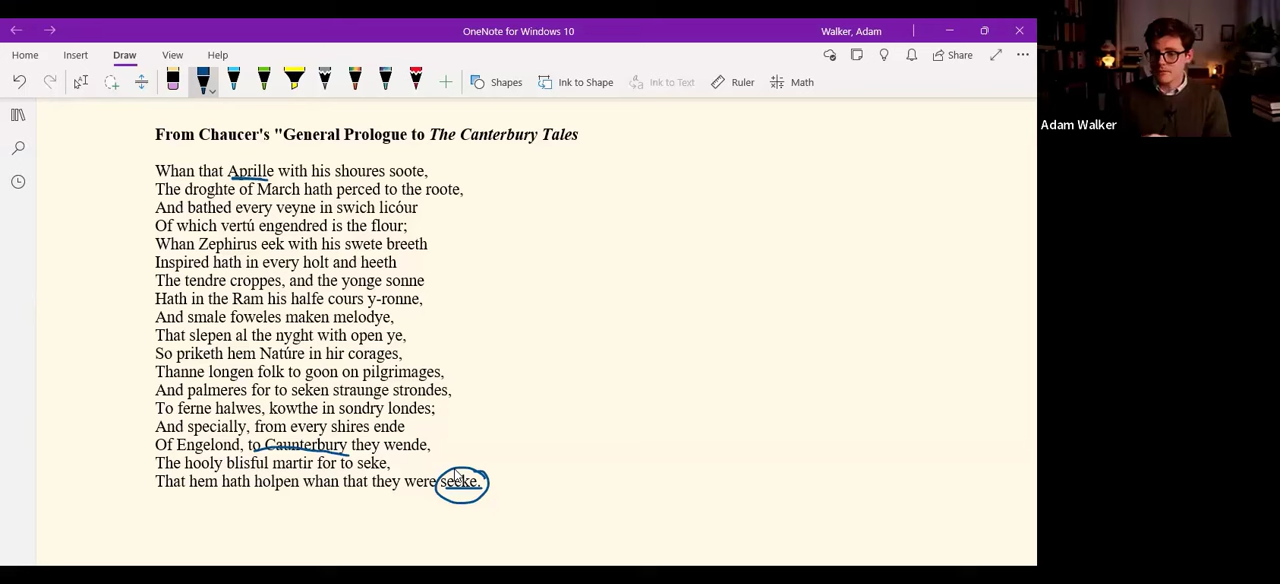 OneNote for Windows 10
Walker, Adam
Home Insert Draw View Help
Share
Shapes Ink to Shape Ink to Text Ruler Math
Adam Walker
From Chaucer's "General Prologue to The Canterbury Tales
Whan that Aprille with his shoures soote,
The droghte of March hath perced to the roote,
And bathed every veyne in swich licóur
Of which vertú engendred is the flour;
Whan Zephirus eek with his swete breeth
Inspired hath in every holt and heeth
The tendre croppes, and the yonge sonne
Hath in the Ram his halfe cours y-ronne,
And smale foweles maken melodye,
That slepen al the nyght with open ye,
So priketh hem Natúre in hir corages,
Thanne longen folk to goon on pilgrimages,
And palmeres for to seken straunge strondes,
To ferne halwes, kowthe in sondry londes;
And specially, from every shires ende
Of Engelond, to Caunterbury they wende,
The hooly blisful martir for to seke,
That hem hath holpen whan that they were seeke.